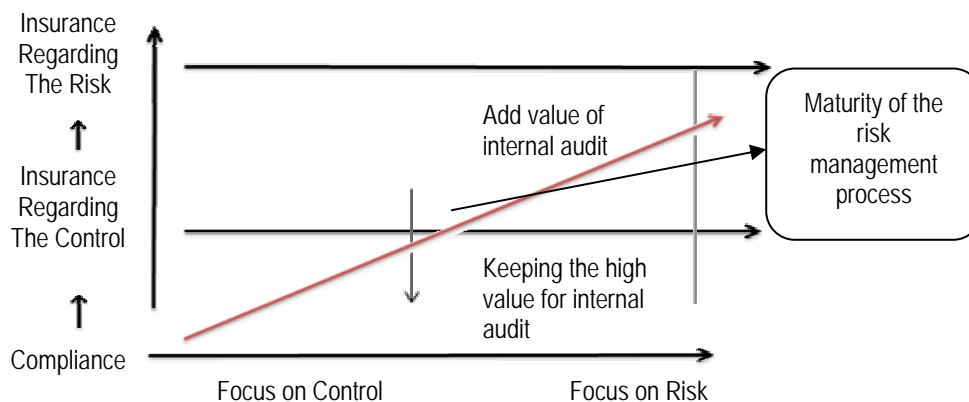 Insurance
Regarding
The Risk
Insurance
Regarding
The Control
Compliance
Add value of
internal audit
Keeping the high
value for internal
audit
Maturity of the
risk
management
process
Focus on Control
Focus on Risk